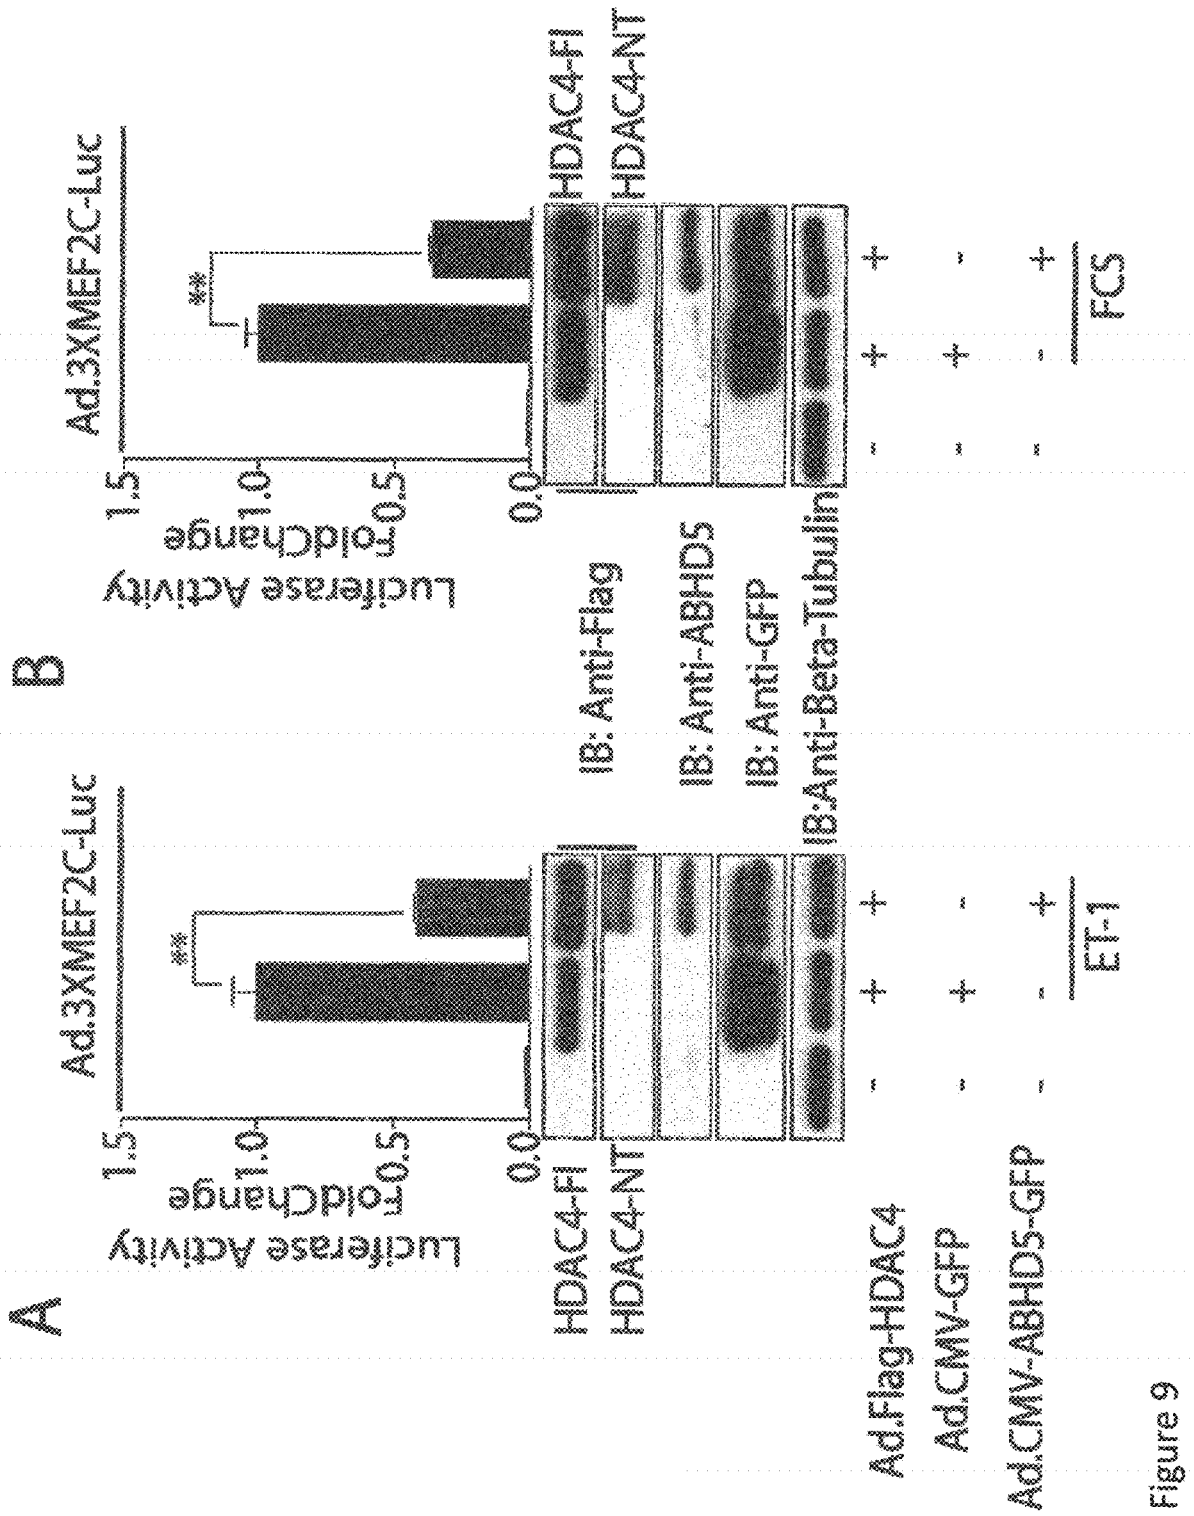 A
Ad.3XMEF2C-Luc
Luciferase Activity
FoldChange
1.5
1.0
0.5
0.0
**
HDAC4-Fl
HDAC4-NT
Ad.Flag-HDAC4 - + +
Ad.CMV-GFP - + -
Ad.CMV-ABHD5-GFP - - +
ET-1
IB: Anti-Flag
IB: Anti-ABHD5
IB: Anti-GFP
IB:Anti-Beta-Tubulin
B
Ad.3XMEF2C-Luc
Luciferase Activity
FoldChange
1.5
1.0
0.5
0.0
**
HDAC4-Fl
HDAC4-NT
- + +
- + -
- - +
FCS
Figure 9